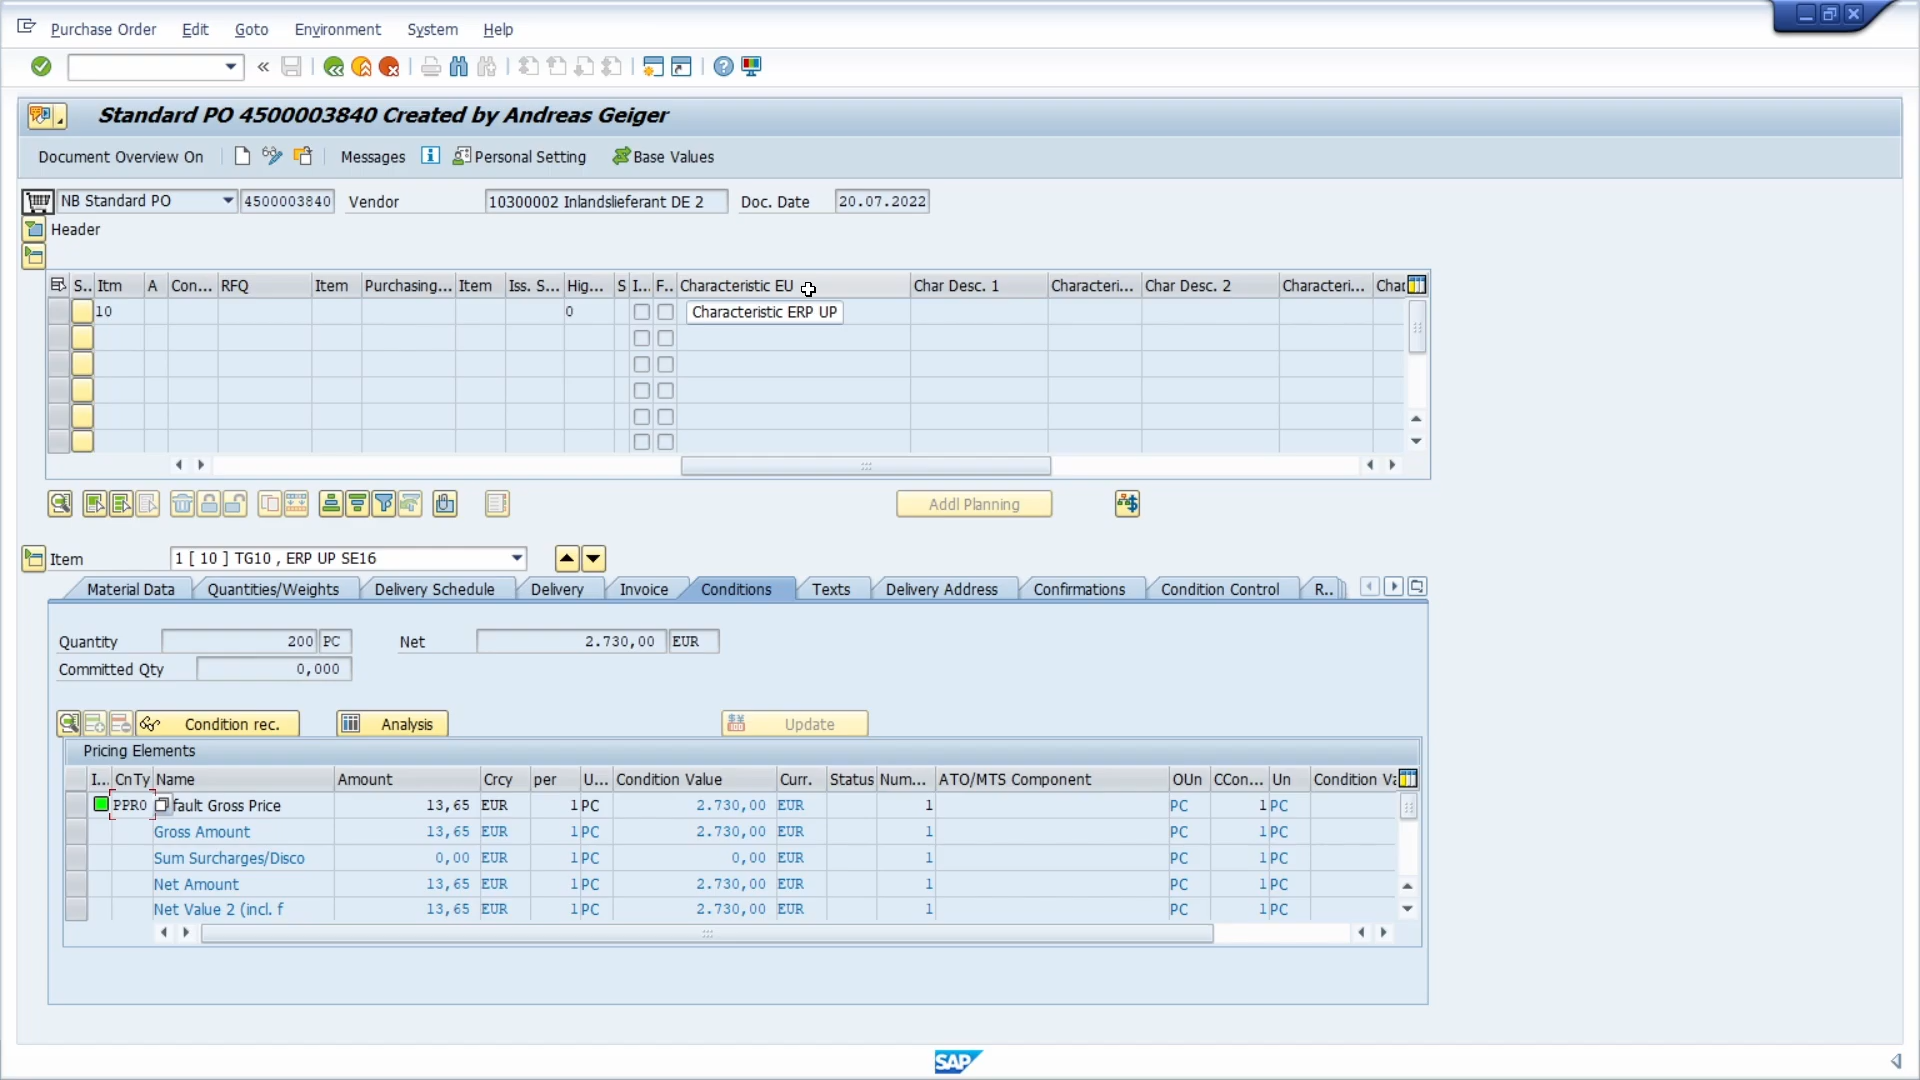 Purchase Order Edit Goto Environment System Help
Standard PO 4500003840 Created by Andreas Geiger
Document Overview On Messages Personal Setting Base Values
NB Standard PO 4500003840 Vendor 10300002 Inlandslieferant DE 2 Doc. Date 20.07.2022
Header
S.. Itm A Con... RFQ Item Purchasing... Item Iss. S... Hig... S I... F.. Characteristic EU Char Desc. 1 Characteri... Char Desc. 2 Characteri... Cha
10 0 Characteristic ERP UP
Addl Planning
Item 1 [ 10 ] TG10 , ERP UP SE16
Material Data Quantities/Weights Delivery Schedule Delivery Invoice Conditions Texts Delivery Address Confirmations Condition Control R..
Quantity 200 PC Net 2.730,00 EUR
Committed Qty 0,000
Condition rec. Analysis Update
Pricing Elements
I... CnTy Name Amount Crcy per U... Condition Value Curr. Status Num... ATO/MTS Component OUn CCon... Un Condition Va
PPR0 fault Gross Price 13,65 EUR 1 PC 2.730,00 EUR 1 PC 1 PC
Gross Amount 13,65 EUR 1 PC 2.730,00 EUR 1 PC 1 PC
Sum Surcharges/Disco 0,00 EUR 1 PC 0,00 EUR 1 PC 1 PC
Net Amount 13,65 EUR 1 PC 2.730,00 EUR 1 PC 1 PC
Net Value 2 (incl. f 13,65 EUR 1 PC 2.730,00 EUR 1 PC 1 PC
SAP